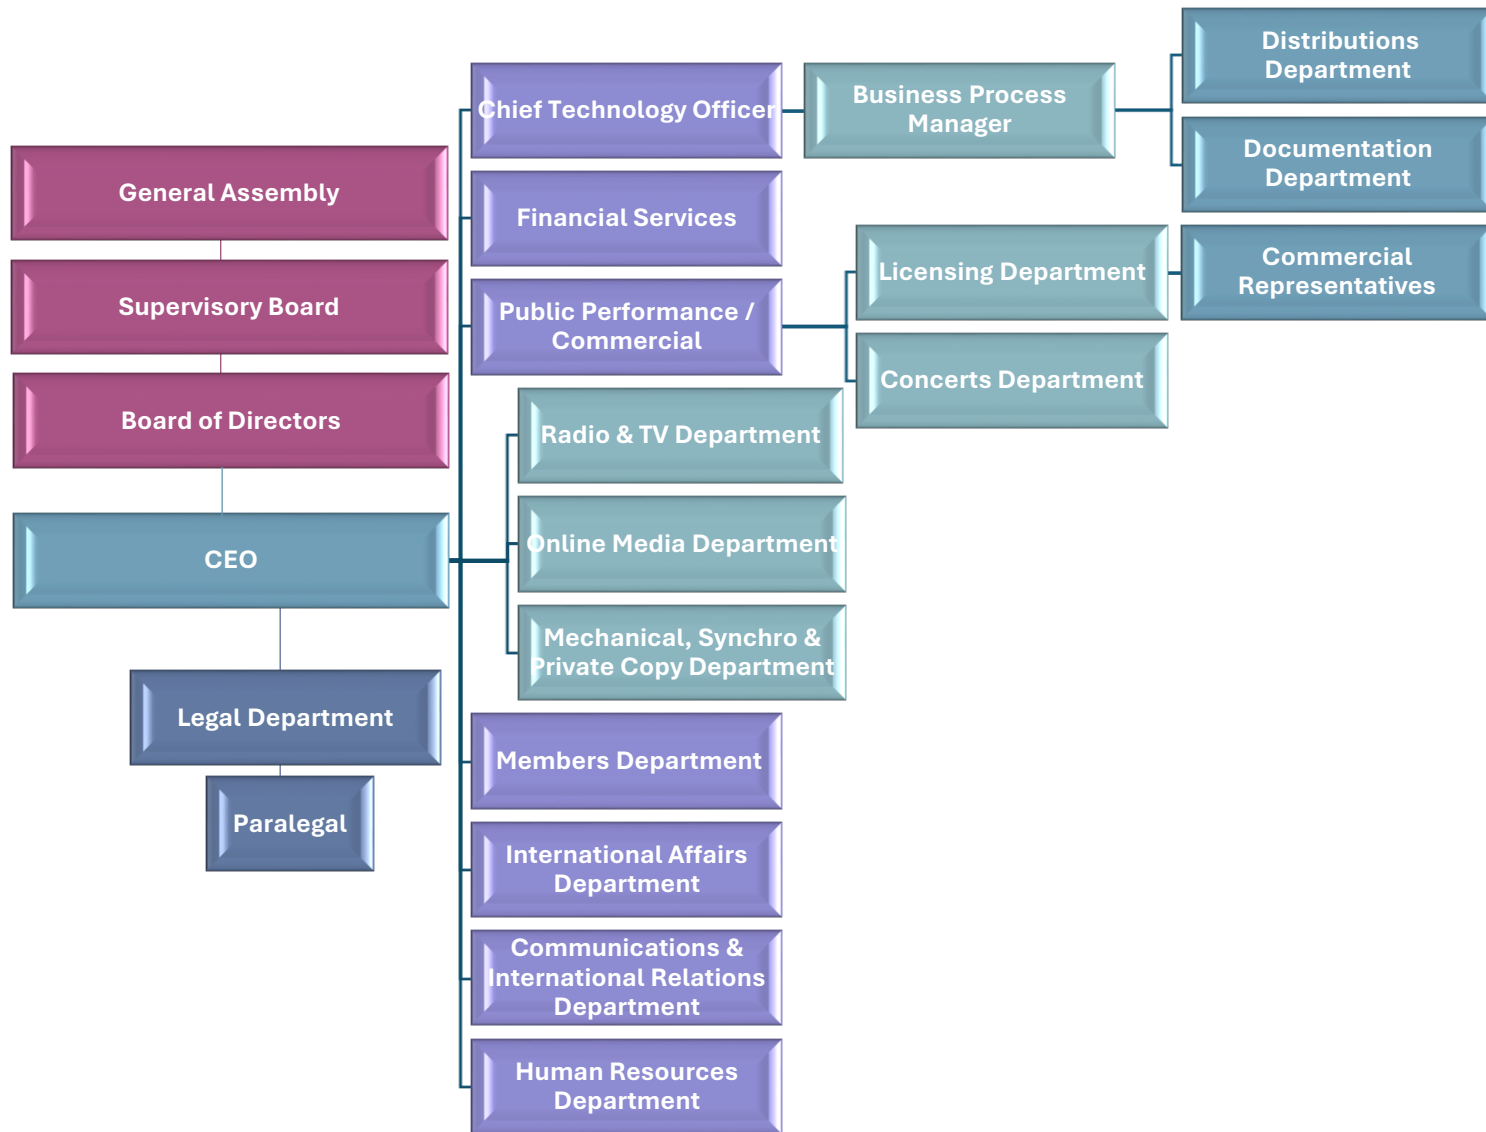 General Assembly
Supervisory Board
Board of Directors
CEO
Legal Department
Paralegal
Chief Technology Officer
Business Process
Manager
Distributions
Department
Documentation
Department
Financial Services
Public Performance /
Commercial
Licensing Department
Commercial
Representatives
Concerts Department
Radio & TV Department
Online Media Department
Mechanical, Synchro &
Private Copy Department
Members Department
International Affairs
Department
Communications &
International Relations
Department
Human Resources
Department